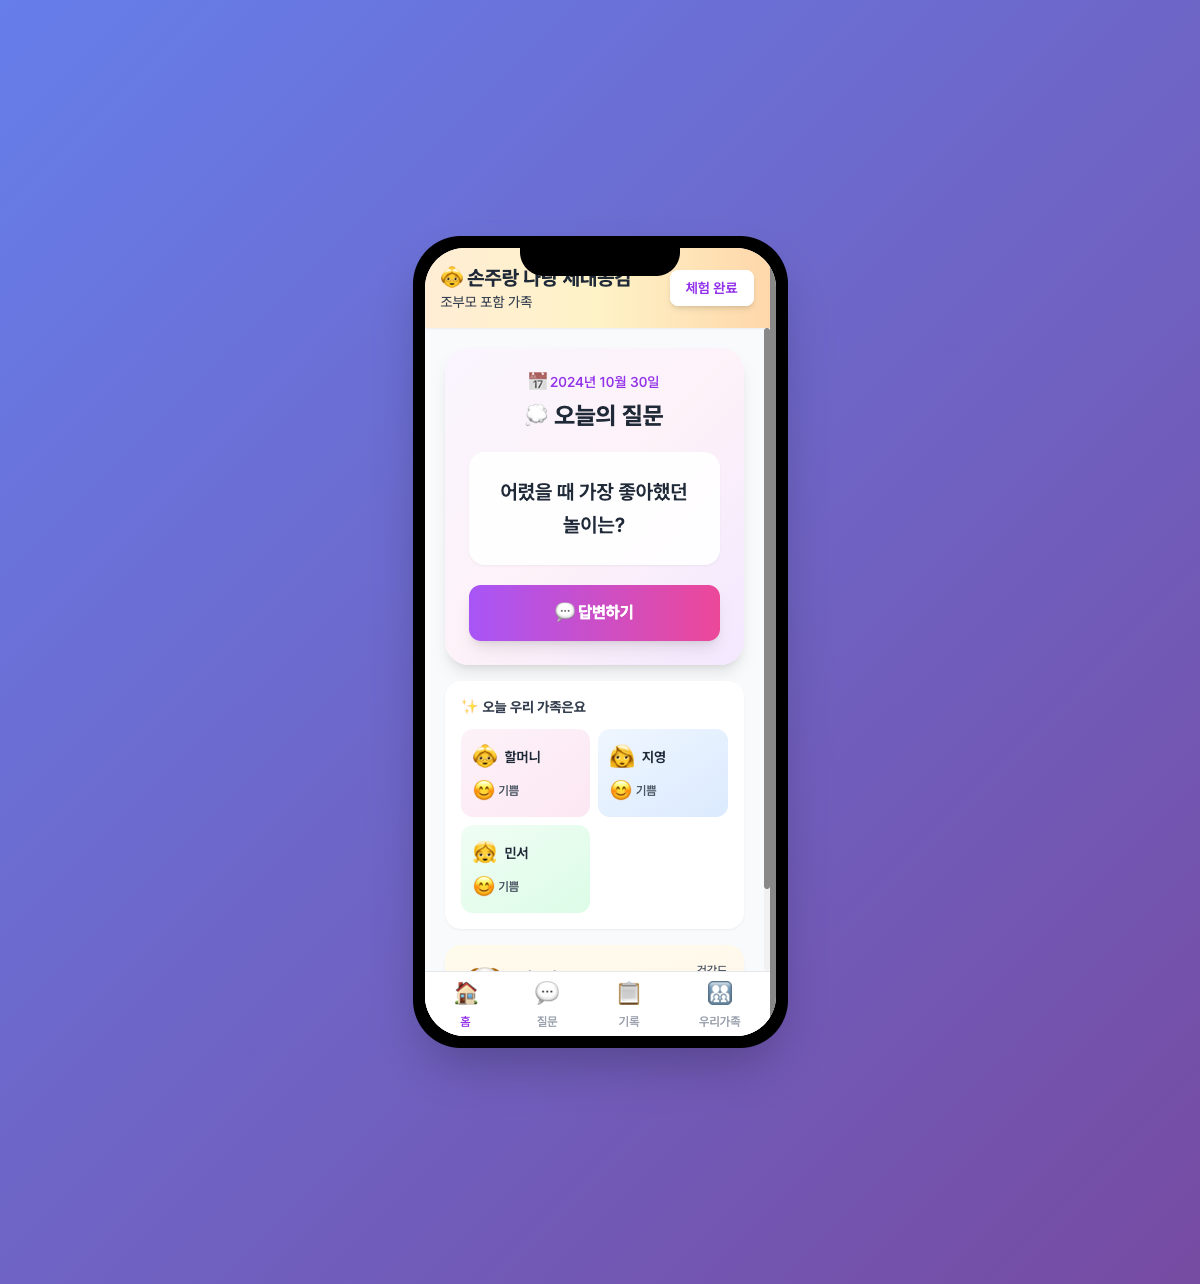 손주랑 나랑 세대공감
조부모 포함 가족
체험 완료
2024년 10월 30일
오늘의 질문
어렸을 때 가장 좋아했던
놀이는?
답변하기
오늘 우리 가족은요
할머니
기쁨
지영
기쁨
민서
기쁨
건강도
홈
질문
기록
우리가족